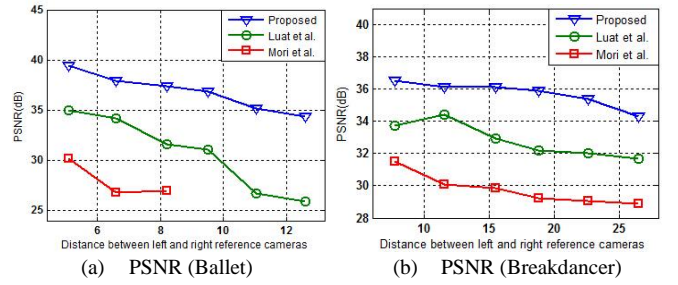 45
40
35
30
25
PSNR(dB)
Proposed
Luat et al.
Mori et al.
6
8
10
12
Distance between left and right reference cameras
(a) PSNR (Ballet)
40
38
36
34
32
30
28
PSNR(dB)
Proposed
Luat et al.
Mori et al.
10
15
20
25
Distance between left and right reference cameras
(b) PSNR (Breakdancer)